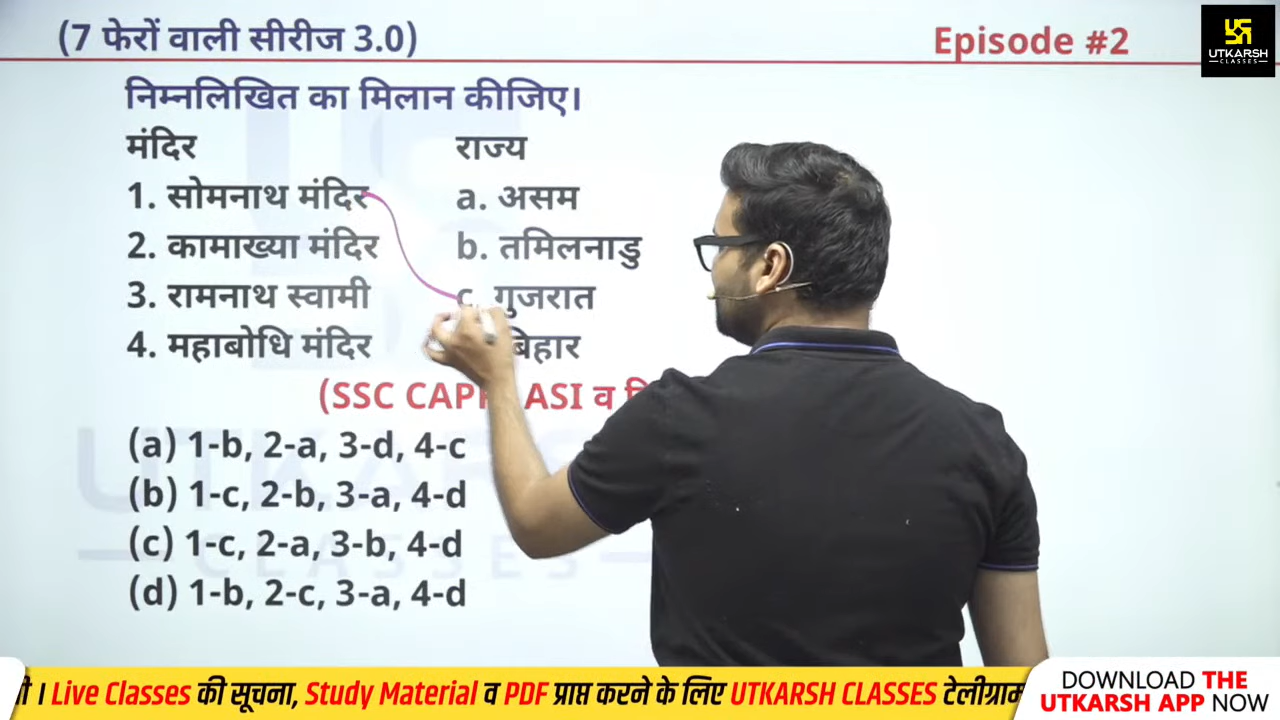 (7 फेरों वाली सीरीज 3.0)
Episode #2
UTKARSH
CLASSES
निम्नलिखित का मिलान कीजिए।
मंदिर राज्य
1. सोमनाथ मंदिर a. असम
2. कामाख्या मंदिर b. तमिलनाडु
3. रामनाथ स्वामी c. गुजरात
4. महाबोधि मंदिर बिहार
(SSC CAPF ASI व
(a) 1-b, 2-a, 3-d, 4-c
(b) 1-c, 2-b, 3-a, 4-d
(c) 1-c, 2-a, 3-b, 4-d
(d) 1-b, 2-c, 3-a, 4-d
। Live Classes की सूचना, Study Material व PDF प्राप्त करने के लिए UTKARSH CLASSES टेलीग्राम
DOWNLOAD THE
UTKARSH APP NOW